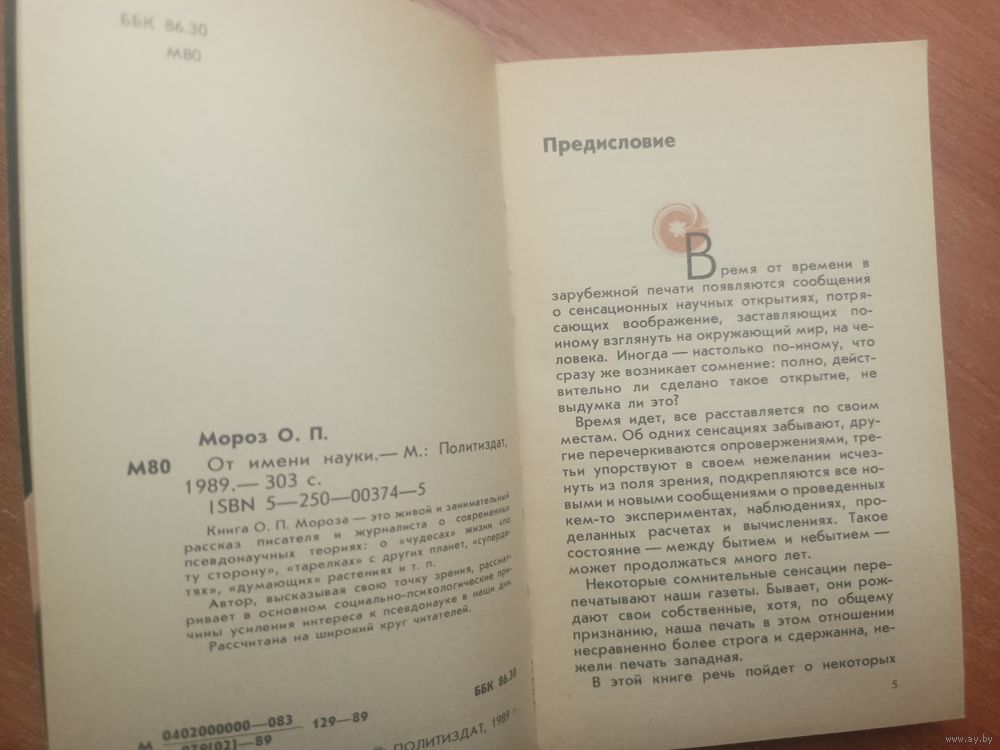 ББК 86.30
М80
Мороз О. П.
М80 От имени науки.— М.: Политиздат,
1989.— 303 с.
ISBN 5—250—00374—5
Книга О. П. Мороза — это живой и занимательный
рассказ писателя и журналиста о современных
псевдонаучных теориях: о «чудесах» жизни «по
ту сторону», «тарелках» с других планет, «суперде-
тях», «думающих» растениях и т. п.
Автор, высказывая свою точку зрения, рассмат-
ривает в основном социально-психологические при-
чины усиления интереса к псевдонауке в наши дни.
Рассчитана на широкий круг читателей.
ББК 86.30
М 0402000000—083 129—89
079(02)—89
ПОЛИТИЗДАТ, 1989 г.
Предисловие
Время от времени в
зарубежной печати появляются сообщения
о сенсационных научных открытиях, потря-
сающих воображение, заставляющих по-
иному взглянуть на окружающий мир, на че-
ловека. Иногда — настолько по-иному, что
сразу же возникает сомнение: полно, дейст-
вительно ли сделано такое открытие, не
выдумка ли это?
Время идет, все расставляется по своим
местам. Об одних сенсациях забывают, дру-
гие перечеркиваются опровержениями, тре-
тьи упорствуют в своем нежелании исчез-
нуть из поля зрения, подкрепляются все но-
выми и новыми сообщениями о проведенных
кем-то экспериментах, наблюдениях, про-
деланных расчетах и вычислениях. Такое
состояние — между бытием и небытием —
может продолжаться много лет.
Некоторые сомнительные сенсации пере-
печатывают наши газеты. Бывает, они рож-
дают свои собственные, хотя, по общему
признанию, наша печать в этом отношении
несравненно более строга и сдержанна, не-
жели печать западная.
В этой книге речь пойдет о некоторых
5
www.ay.by